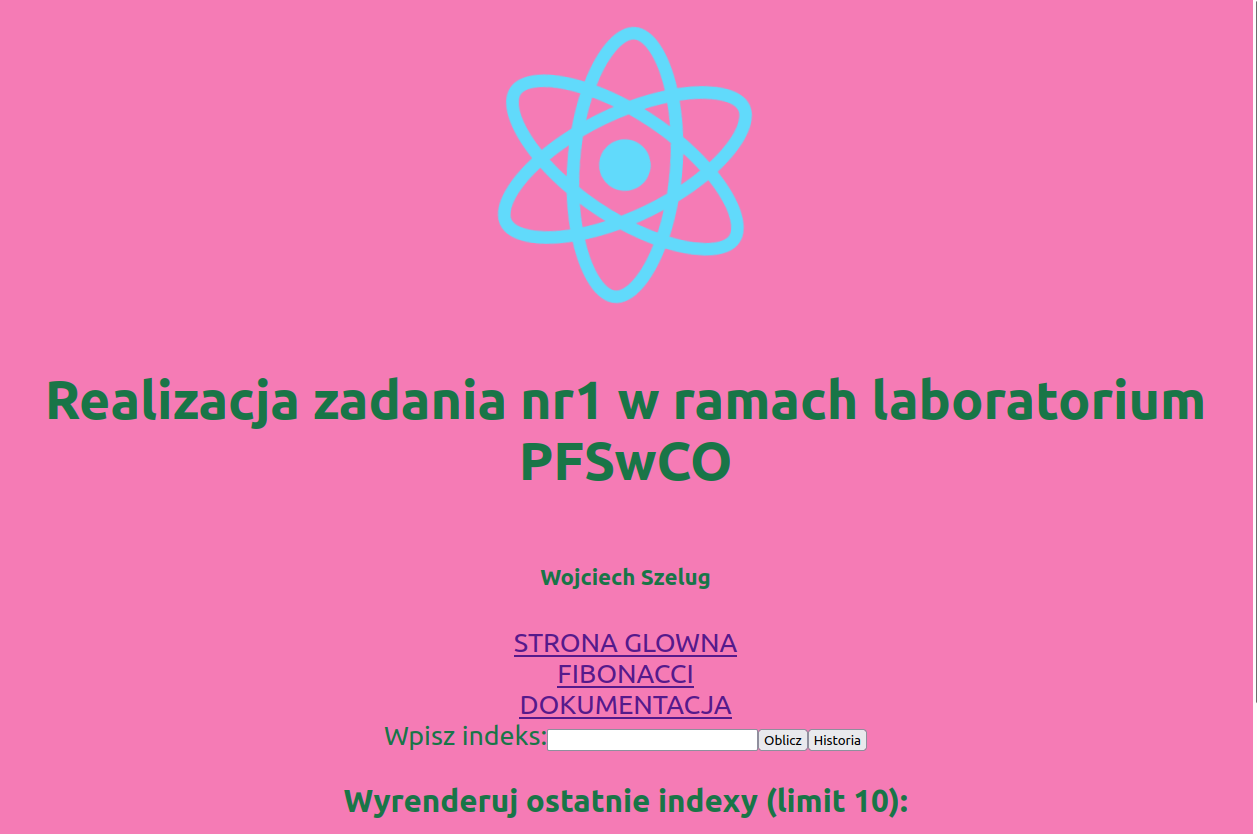 Realizacja zadania nr1 w ramach laboratorium
PFSwCO
Wojciech Szelug
STRONA GLOWNA
FIBONACCI
DOKUMENTACJA
Wpisz indeks: Oblicz Historia
Wyrenderuj ostatnie indexy (limit 10):